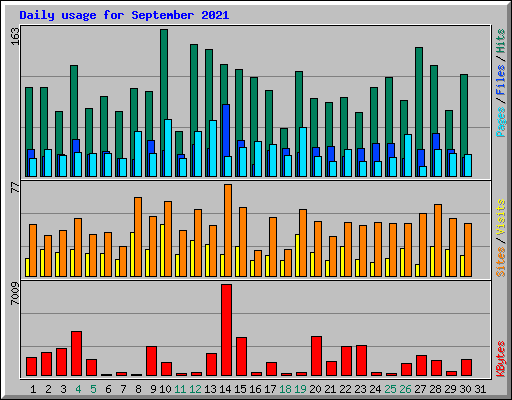 Daily usage for September 2021
163
Pages / Files / Hits
77
Sites / Visits
7009
KBytes
1 2 3 4 5 6 7 8 9 10 11 12 13 14 15 16 17 18 19 20 21 22 23 24 25 26 27 28 29 30 31